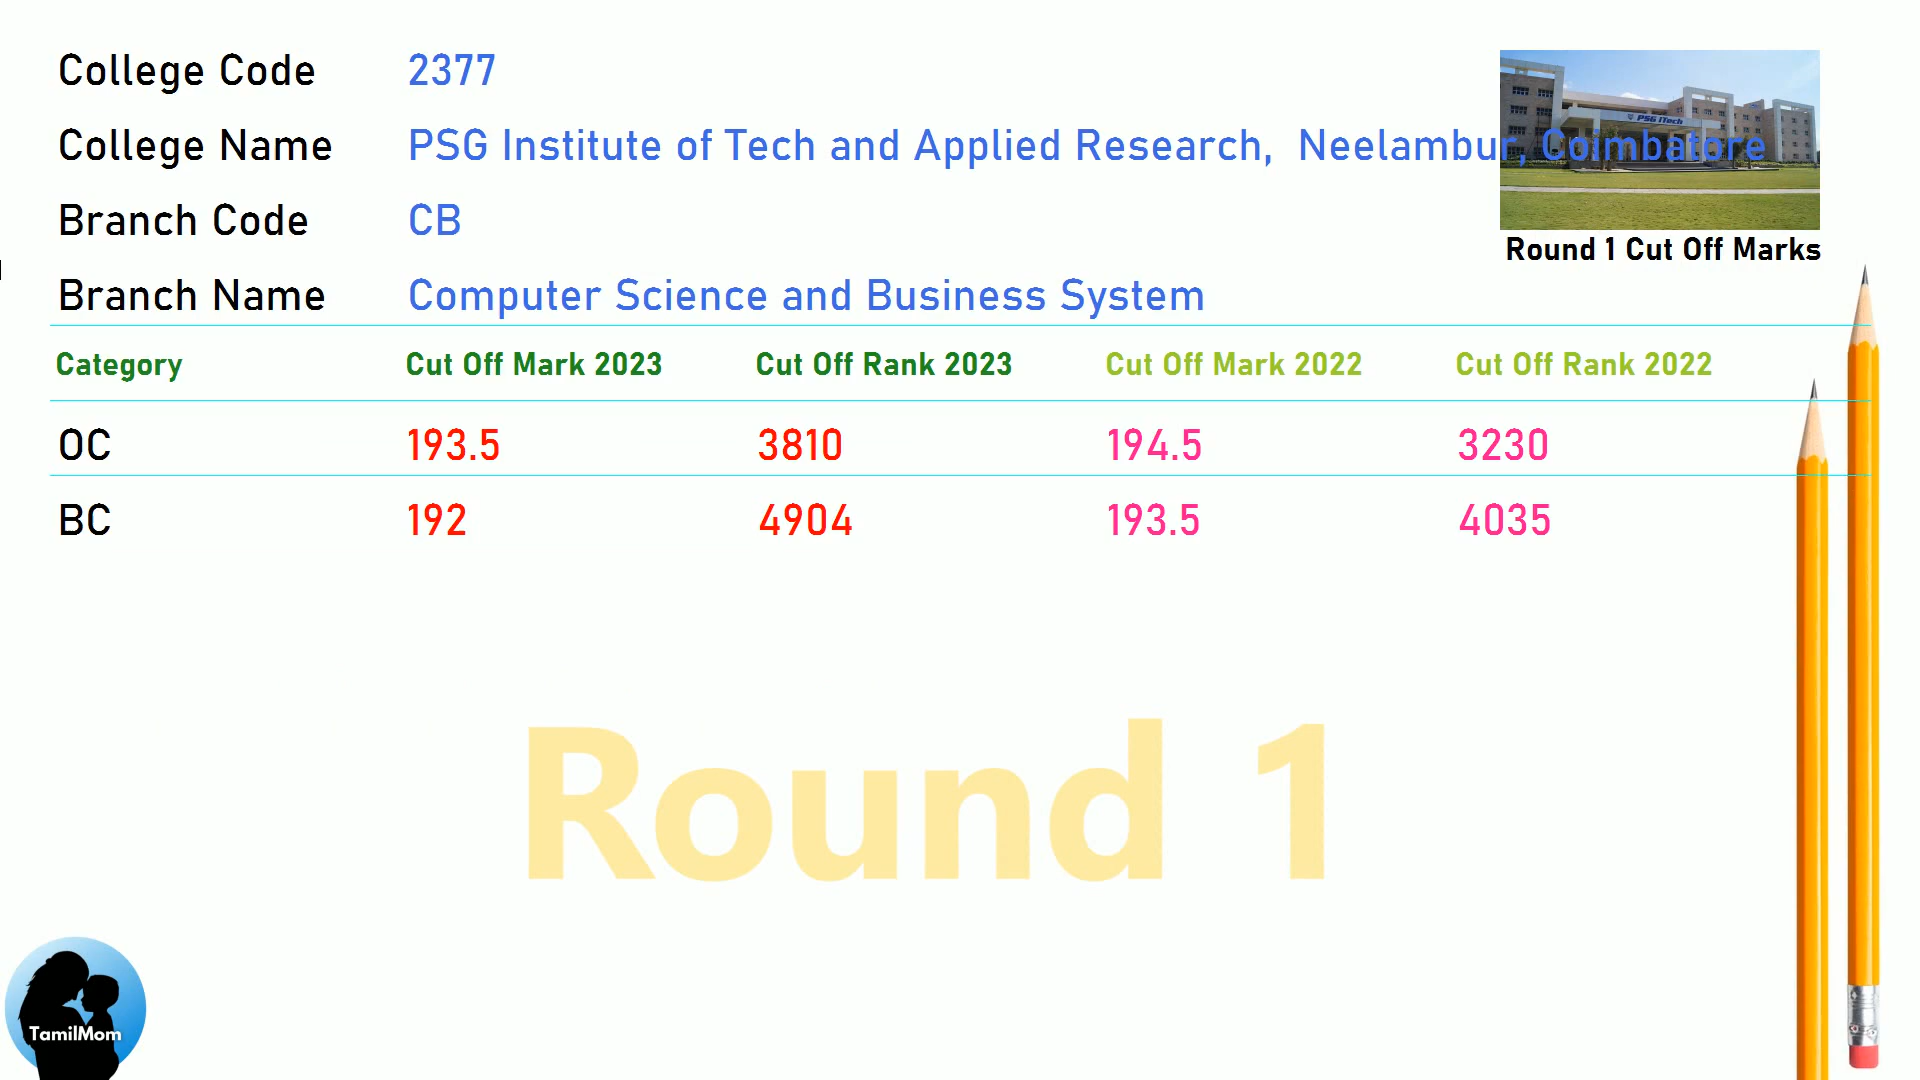 College Code 2377
College Name PSG Institute of Tech and Applied Research, Neelambur, Coimbatore
PSG iTech
Branch Code CB
Round 1 Cut Off Marks
Branch Name Computer Science and Business System
Category Cut Off Mark 2023 Cut Off Rank 2023 Cut Off Mark 2022 Cut Off Rank 2022
OC 193.5 3810 194.5 3230
BC 192 4904 193.5 4035
Round 1
TamilMom